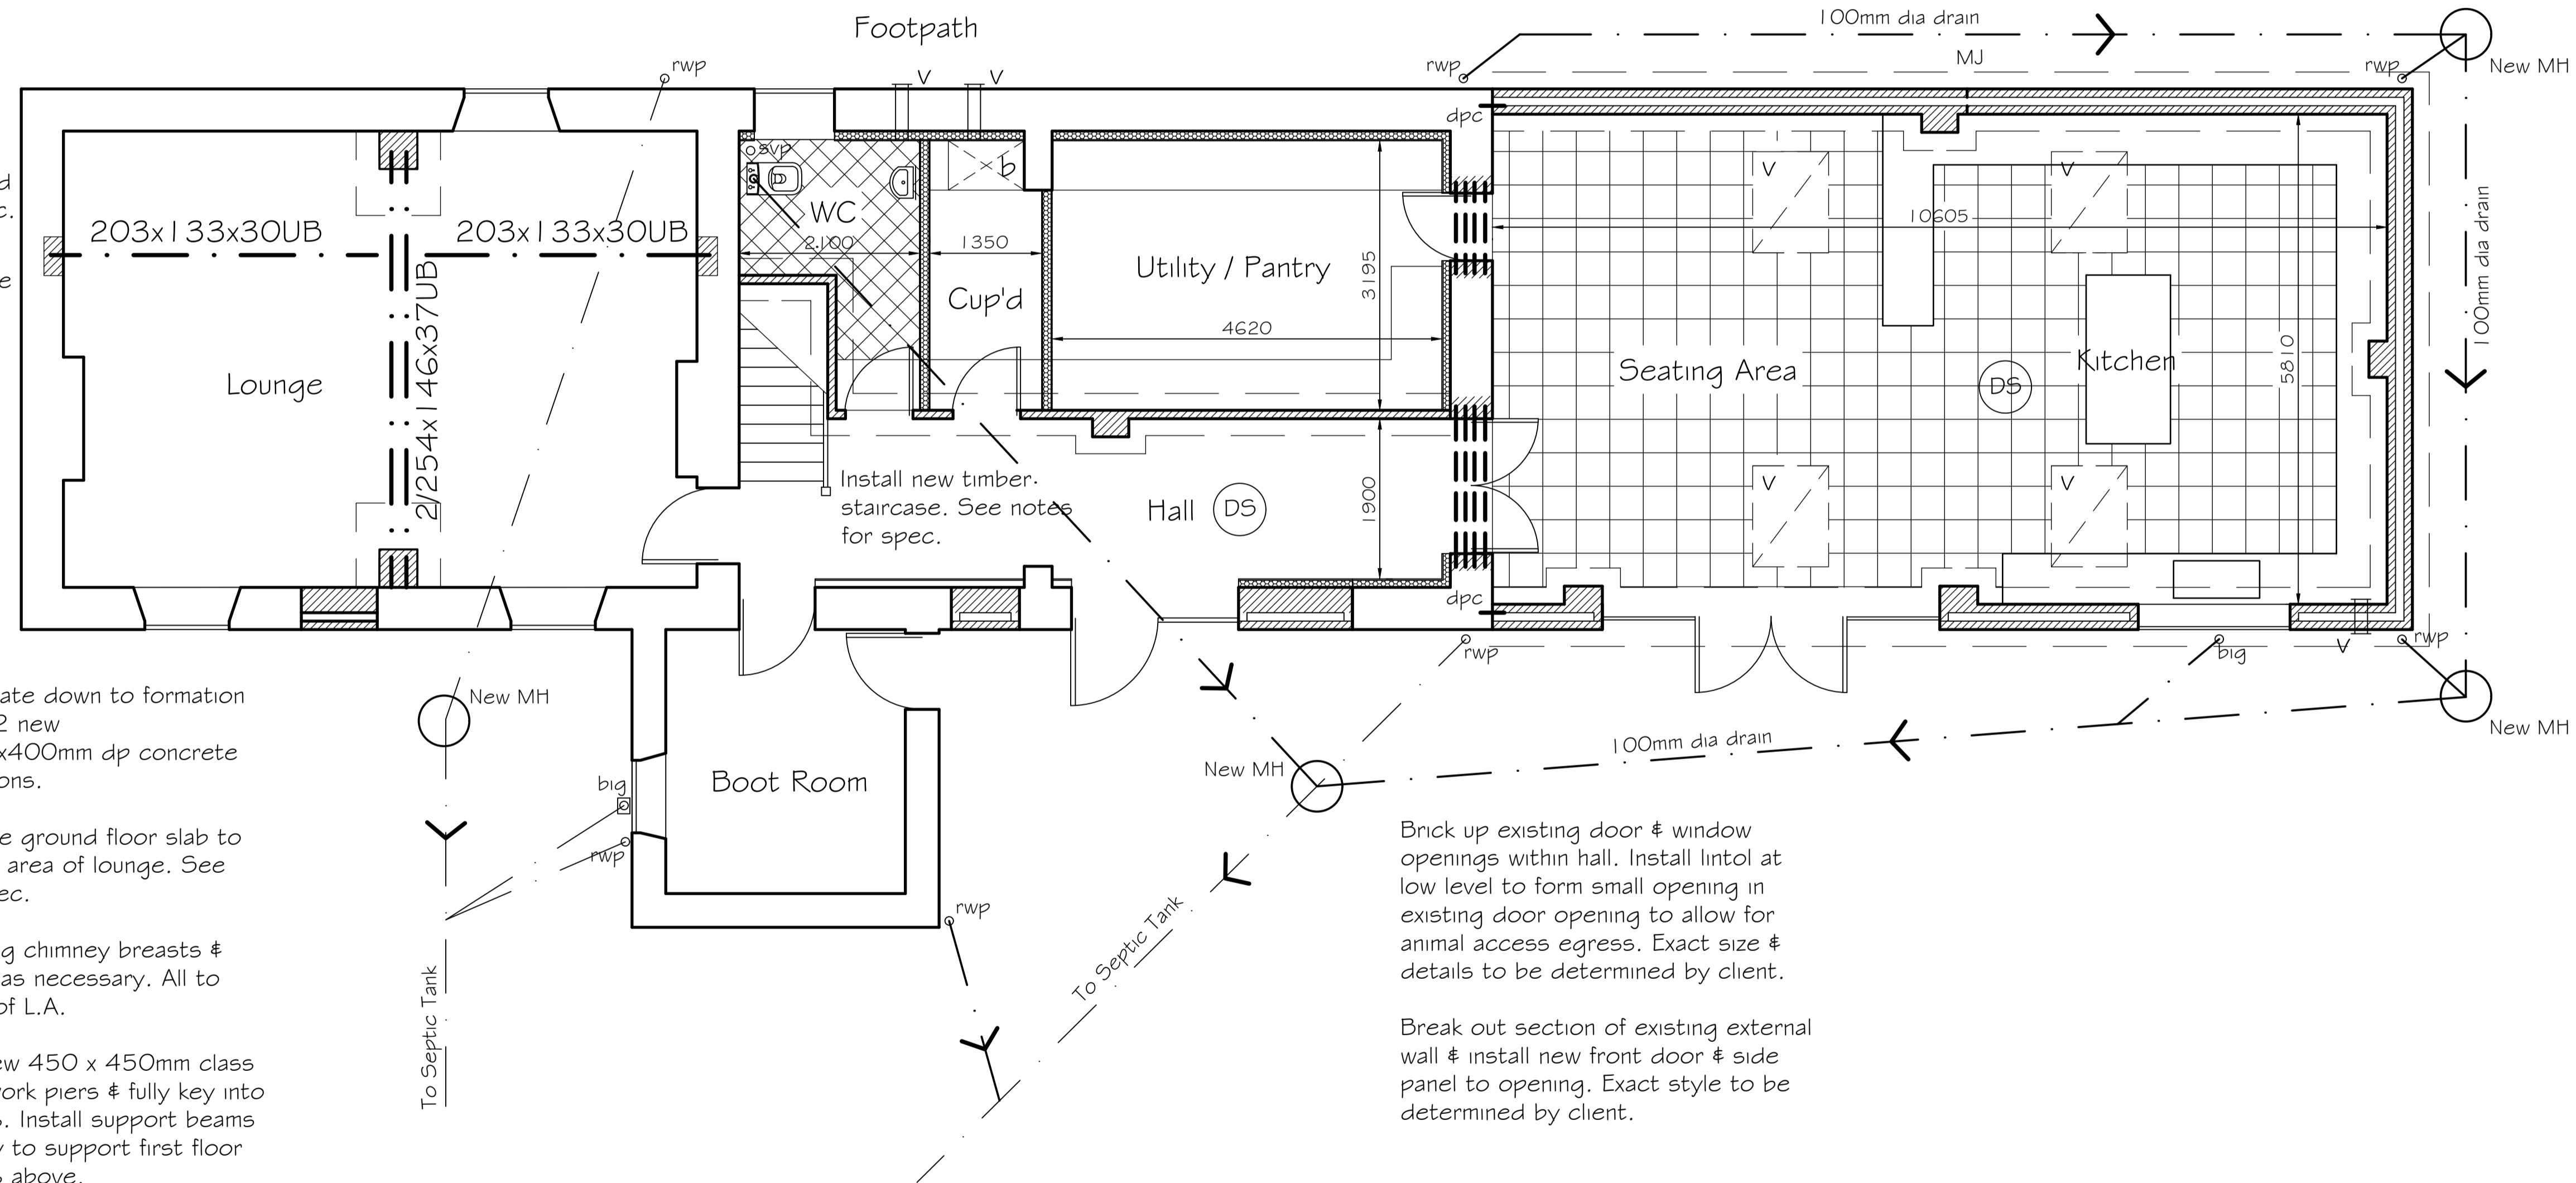 Footpath
100mm dia drain
MJ
rwp
rwp
rwp
New MH
V
V
dpc
svp
b
WC
2100
1350
Cup'd
Utility / Pantry
3195
4620
203x133x30UB
203x133x30UB
2/254x146x37UB
Lounge
d
c.
e
V
V
10605
Seating Area
DS
Kitchen
5810
100mm dia drain
V
V
Install new timber
staircase. See notes
for spec.
Hall
DS
1900
dpc
rwp
V
big
rwp
New MH
100mm dia drain
New MH
New MH
Boot Room
big
rwp
rwp
To Septic Tank
To Septic Tank
ate down to formation
2 new
x400mm dp concrete
ons.
e ground floor slab to
area of lounge. See
ec.
g chimney breasts &
as necessary. All to
of L.A.
ew 450 x 450mm class
ork piers & fully key into
s. Install support beams
y to support first floor
s above.
Brick up existing door & window
openings within hall. Install lintol at
low level to form small opening in
existing door opening to allow for
animal access egress. Exact size &
details to be determined by client.
Break out section of existing external
wall & install new front door & side
panel to opening. Exact style to be
determined by client.